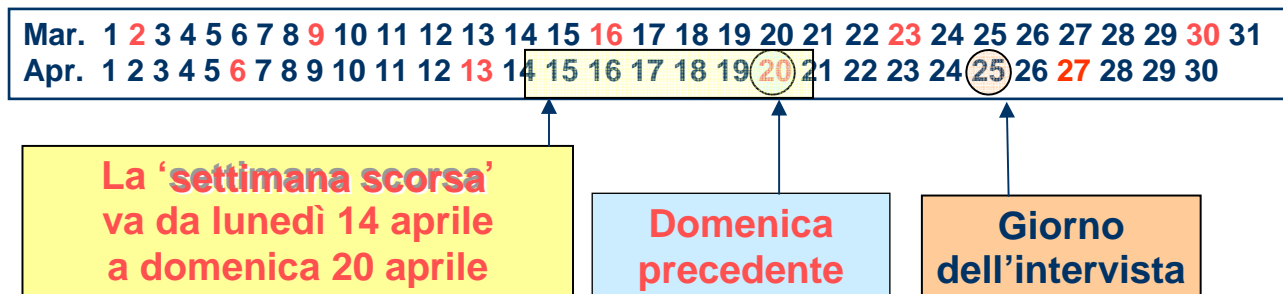 Mar. 1 2 3 4 5 6 7 8 9 10 11 12 13 14 15 16 17 18 19 20 21 22 23 24 25 26 27 28 29 30 31
Apr. 1 2 3 4 5 6 7 8 9 10 11 12 13 14 15 16 17 18 19 20 21 22 23 24 25 26 27 28 29 30
La ‘settimana scorsa’
va da lunedì 14 aprile
a domenica 20 aprile
Domenica
precedente
Giorno
dell’intervista